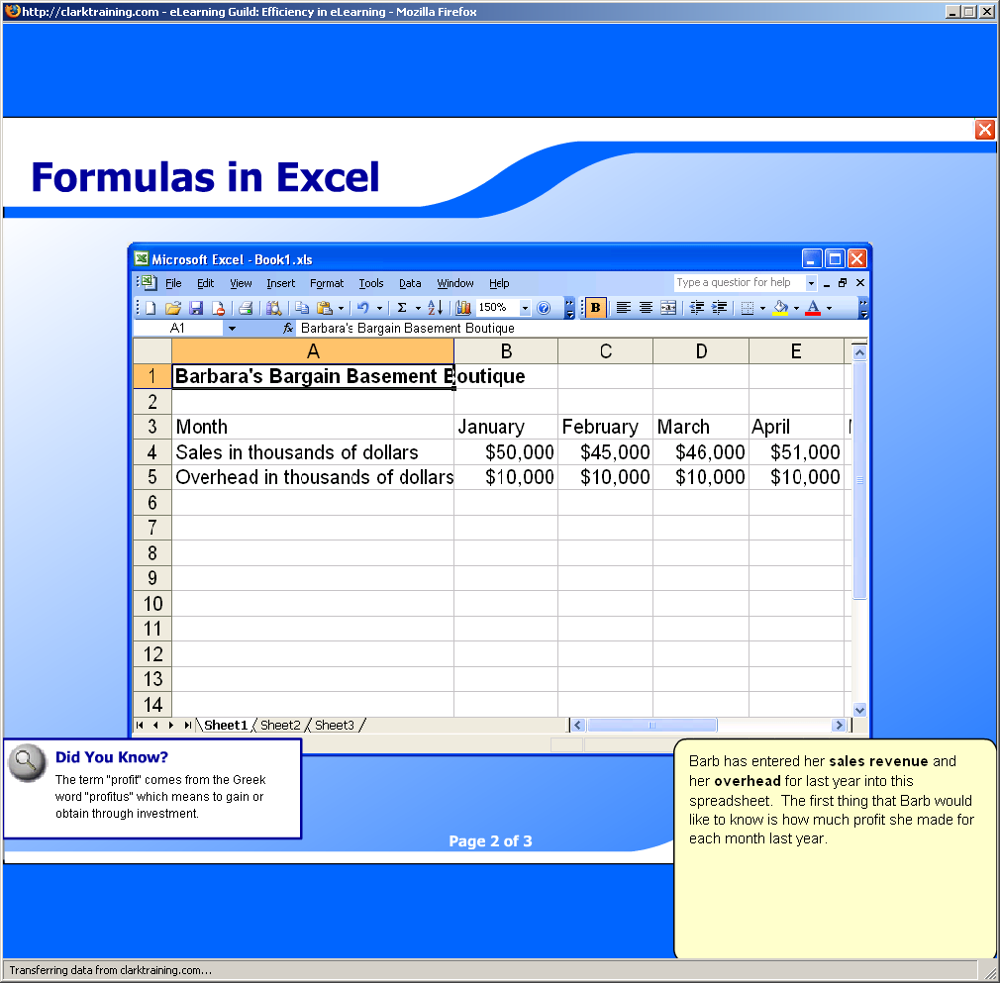 http://clarktraining.com - eLearning Guild: Efficiency in eLearning - Mozilla Firefox
Formulas in Excel
Microsoft Excel - Book1.xls
File Edit View Insert Format Tools Data Window Help
Type a question for help
150%
B
A1 fx Barbara's Bargain Basement Boutique
A B C D E
1 Barbara's Bargain Basement Boutique
2
3 Month January February March April
4 Sales in thousands of dollars $50,000 $45,000 $46,000 $51,000
5 Overhead in thousands of dollars $10,000 $10,000 $10,000 $10,000
6
7
8
9
10
11
12
13
14
Sheet1 Sheet2 Sheet3
Did You Know?
The term "profit" comes from the Greek
word "profitus" which means to gain or
obtain through investment.
Barb has entered her sales revenue and
her overhead for last year into this
spreadsheet. The first thing that Barb would
like to know is how much profit she made for
each month last year.
Page 2 of 3
Transferring data from clarktraining.com...